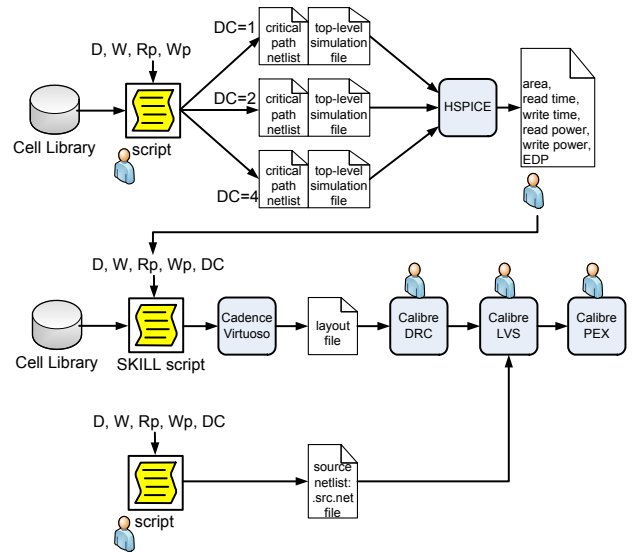 D, W, Rp, Wp
Cell Library
script
DC=1
critical
path
netlist
top-level
simulation
file
DC=2
critical
path
netlist
top-level
simulation
file
DC=4
critical
path
netlist
top-level
simulation
file
HSPICE
area,
read time,
write time,
read power,
write power,
EDP
D, W, Rp, Wp, DC
Cell Library
SKILL script
Cadence
Virtuoso
layout
file
Calibre
DRC
Calibre
LVS
Calibre
PEX
D, W, Rp, Wp, DC
script
source
netlist:
.src.net
file